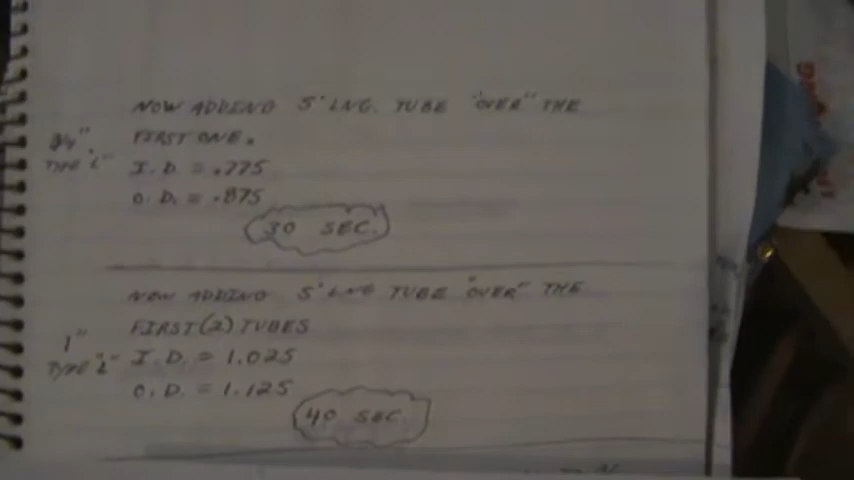 NOW ADDING 5' LNG. TUBE "OVER" THE
FIRST ONE.
3/4"
TYPE "L"
I.D. = .775
O.D. = .875
30 SEC.
NOW ADDING 5' LNG TUBE "OVER" THE
FIRST (2) TUBES
1"
TYPE "L"
I.D. = 1.025
O.D. = 1.125
40 SEC.